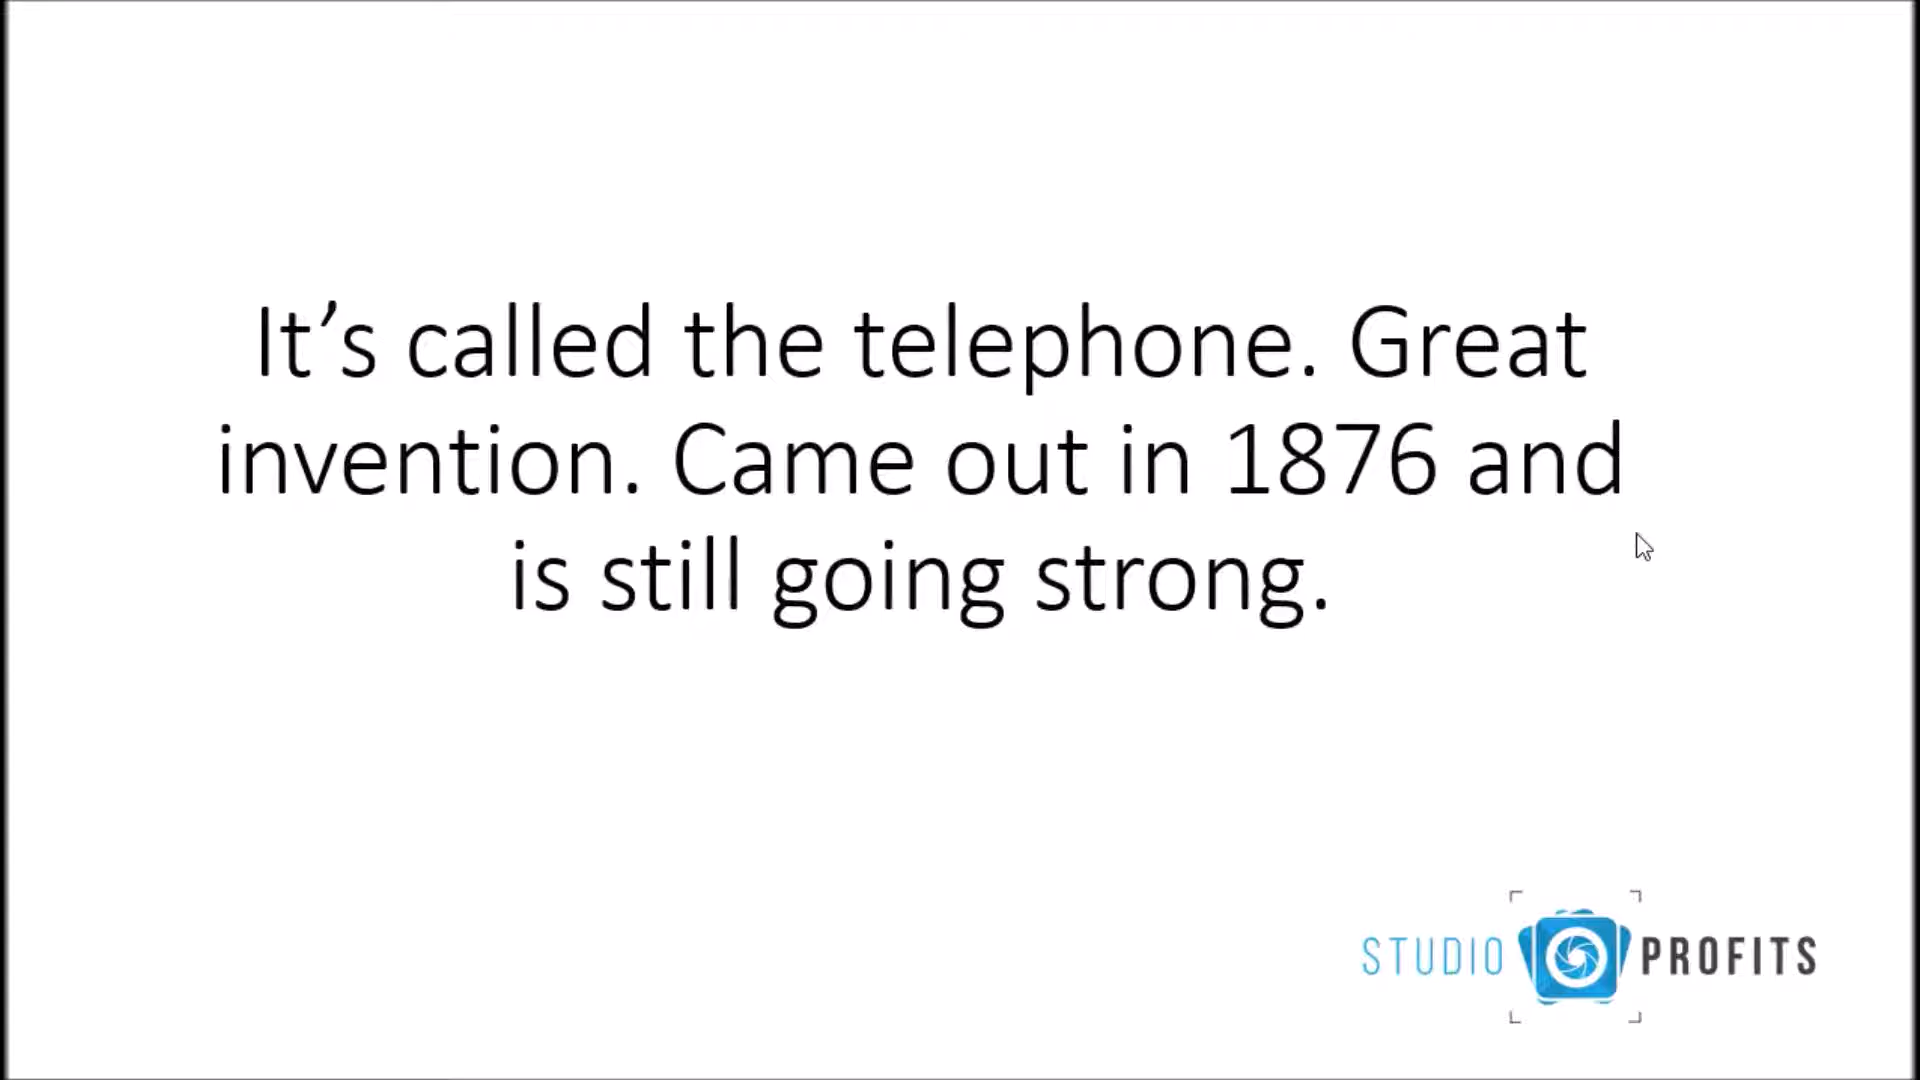 It’s called the telephone. Great
invention. Came out in 1876 and
is still going strong.
STUDIO PROFITS